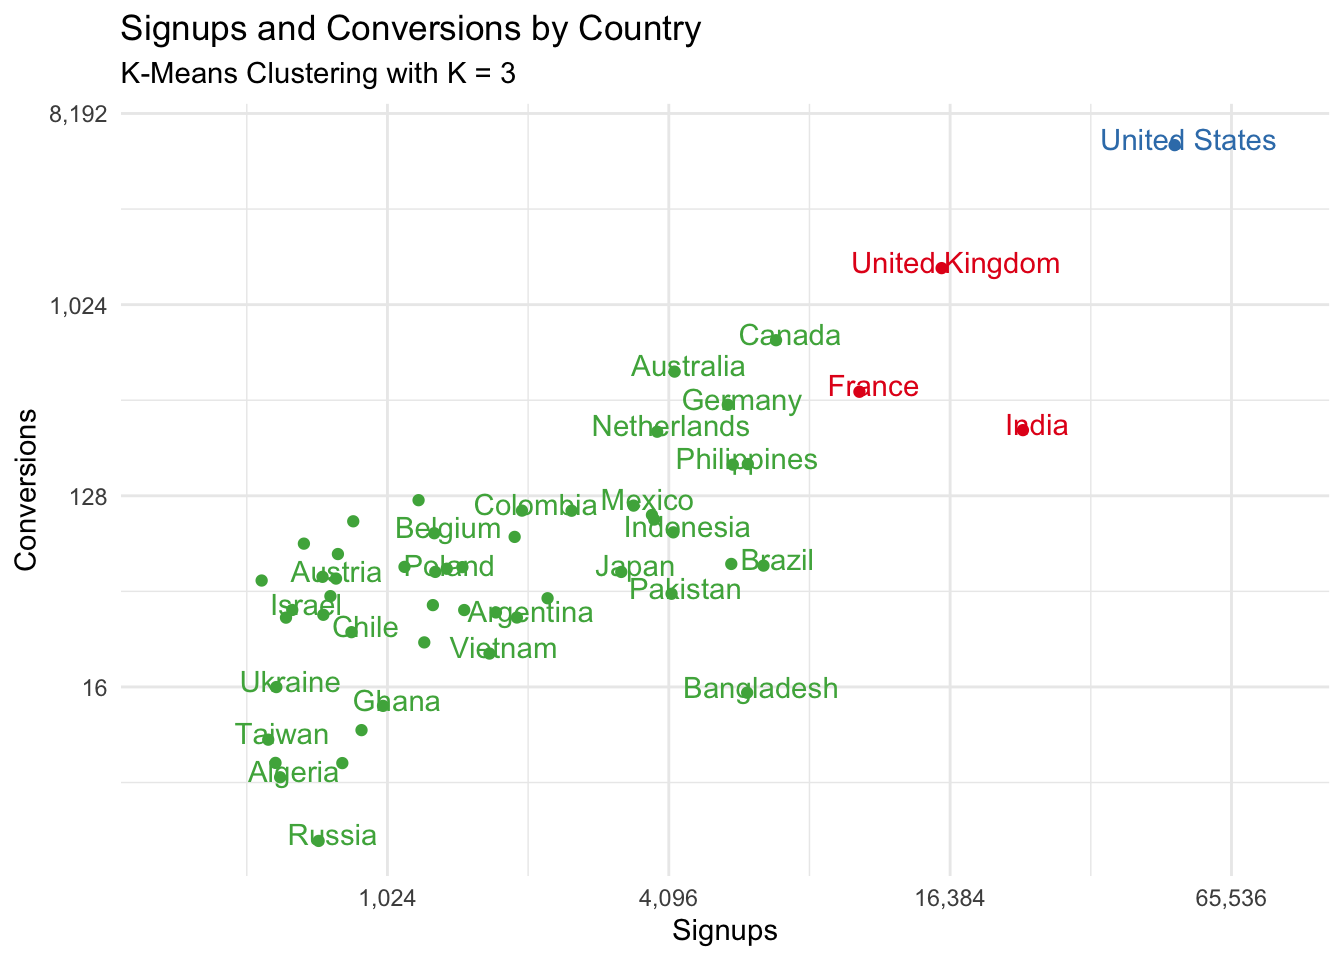 Signups and Conversions by Country
K-Means Clustering with K = 3
8,192
United States
United Kingdom
1,024
Canada
Australia
France
Germany
Netherlands
India
Philippines
128
Colombia
Mexico
Belgium
Indonesia
Conversions
Austria
Poland
Japan
Brazil
Pakistan
Israel
Argentina
Chile
Vietnam
16
Ukraine
Bangladesh
Ghana
Taiwan
Algeria
Russia
1,024
4,096
16,384
65,536
Signups